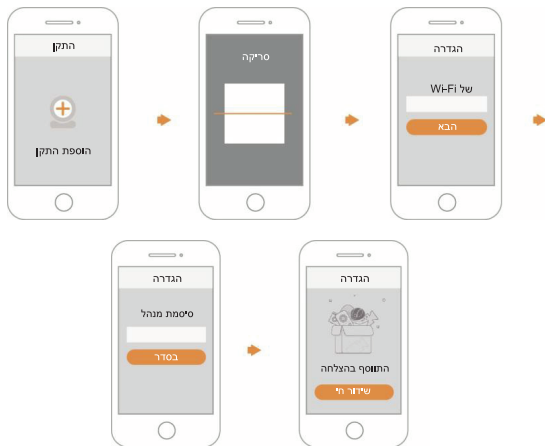 התקן
הוספת התקן
סריקה
הגדרה
של Wi-Fi
הבא
הגדרה
סיסמת מנהל
בסדר
הגדרה
התווסף בהצלחה
שידור חי